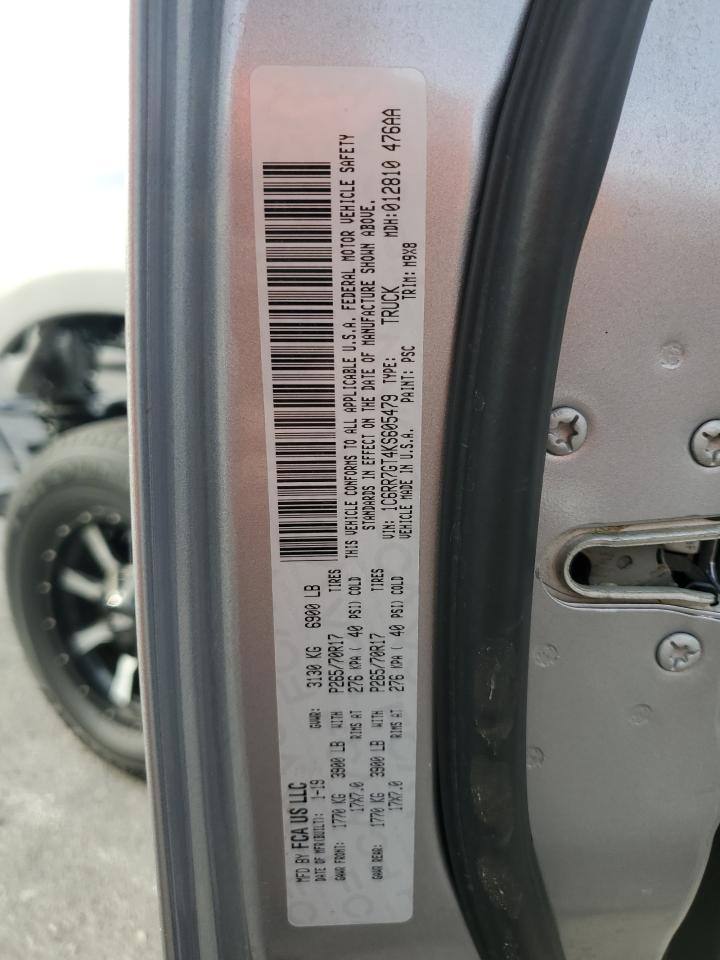 MFD BY FCA US LLC
DATE OF MFR(BUILT): 1-19 GVWR: 3130 KG 6900 LB
GAWR FRONT: 1770 KG 3900 LB WITH P265/70R17 TIRES
17X7.0 RIMS AT 276 KPA ( 40 PSI) COLD
GAWR REAR: 1770 KG 3900 LB WITH P265/70R17 TIRES
17X7.0 RIMS AT 276 KPA ( 40 PSI) COLD
THIS VEHICLE CONFORMS TO ALL APPLICABLE U.S.A. FEDERAL MOTOR VEHICLE SAFETY
STANDARDS IN EFFECT ON THE DATE OF MANUFACTURE SHOWN ABOVE.
VIN: 1C6RR7GT4KS605479 TYPE: TRUCK MDH:012810 476AA
VEHICLE MADE IN U.S.A. PAINT: PSC TRIM: M9X8